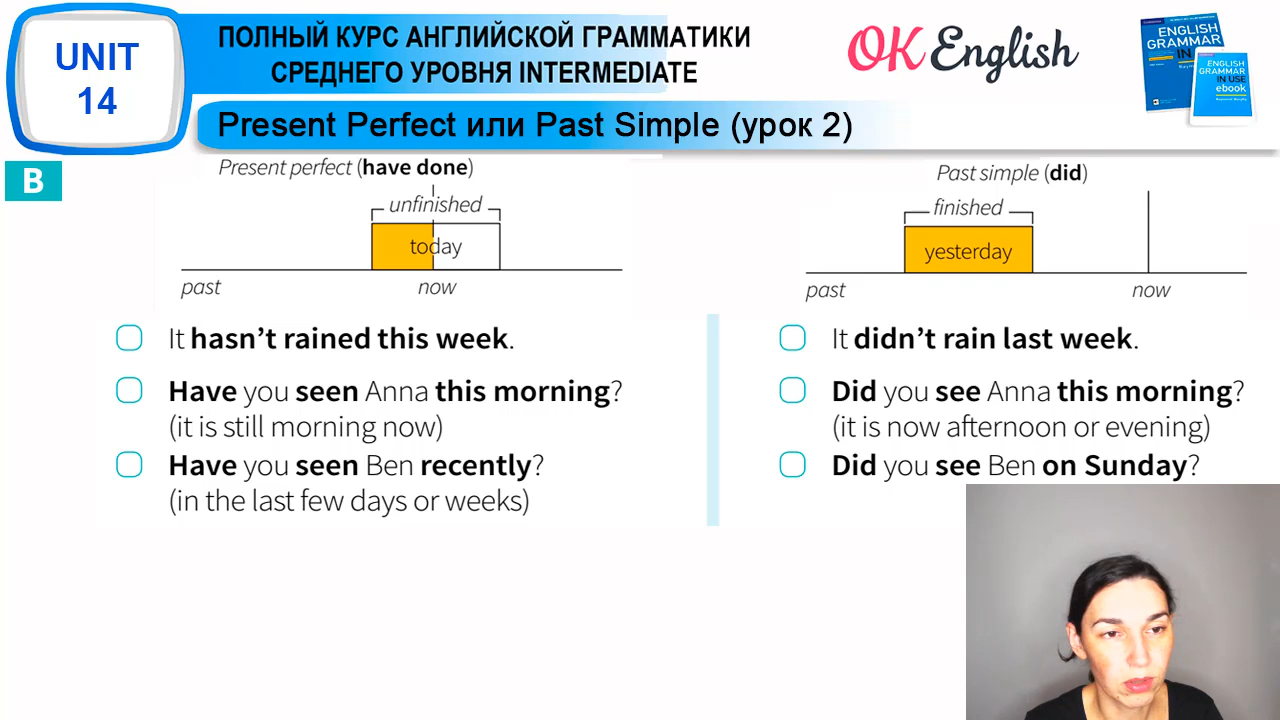 UNIT
14
ПОЛНЫЙ КУРС АНГЛИЙСКОЙ ГРАММАТИКИ
СРЕДНЕГО УРОВНЯ INTERMEDIATE
OK English
ENGLISH
GRAMMAR
IN U
ENGLISH
GRAMMAR
IN USE
ebook
Present Perfect или Past Simple (урок 2)
B
Present perfect (have done)
unfinished
today
past
now
Past simple (did)
finished
yesterday
past
now
It hasn’t rained this week.
Have you seen Anna this morning?
(it is still morning now)
Have you seen Ben recently?
(in the last few days or weeks)
It didn’t rain last week.
Did you see Anna this morning?
(it is now afternoon or evening)
Did you see Ben on Sunday?